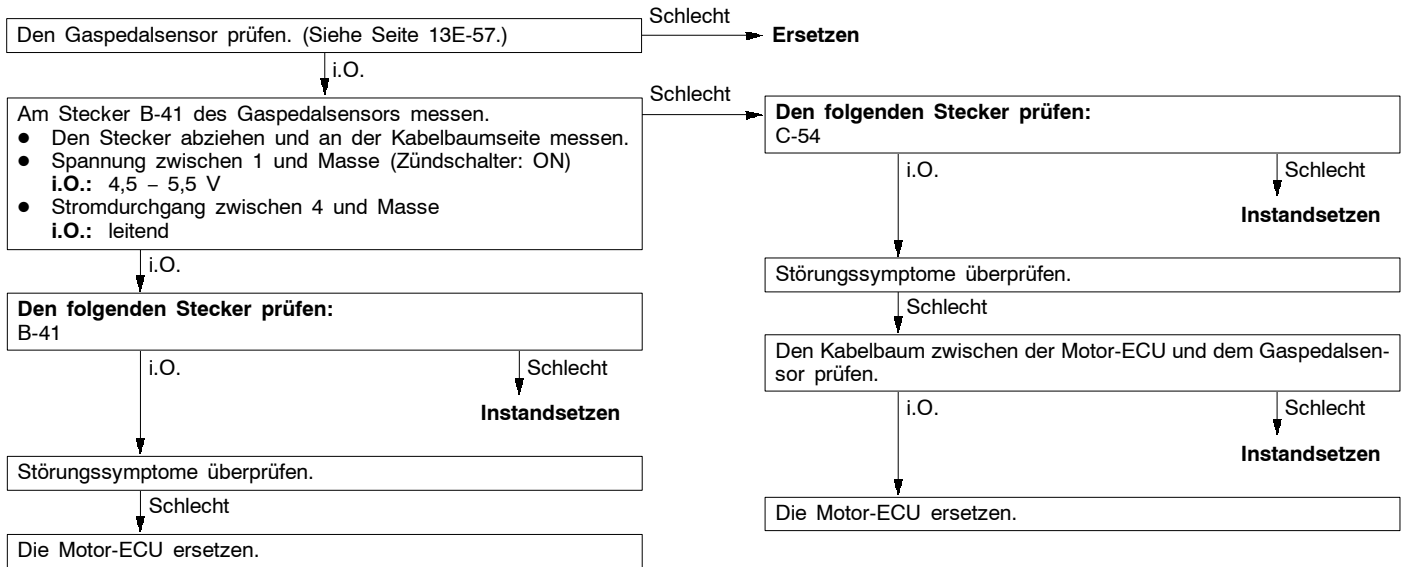 Den Gaspedalsensor prüfen. (Siehe Seite 13E-57.)
Schlecht
Ersetzen
i.O.
Am Stecker B-41 des Gaspedalsensors messen.
● Den Stecker abziehen und an der Kabelbaumseite messen.
● Spannung zwischen 1 und Masse (Zündschalter: ON)
i.O.: 4,5 – 5,5 V
● Stromdurchgang zwischen 4 und Masse
i.O.: leitend
Schlecht
i.O.
Den folgenden Stecker prüfen:
B-41
i.O.
Schlecht
Instandsetzen
Störungssymptome überprüfen.
Schlecht
Die Motor-ECU ersetzen.
Den folgenden Stecker prüfen:
C-54
i.O.
Schlecht
Instandsetzen
Störungssymptome überprüfen.
Schlecht
Den Kabelbaum zwischen der Motor-ECU und dem Gaspedalsen-
sor prüfen.
i.O.
Schlecht
Instandsetzen
Die Motor-ECU ersetzen.